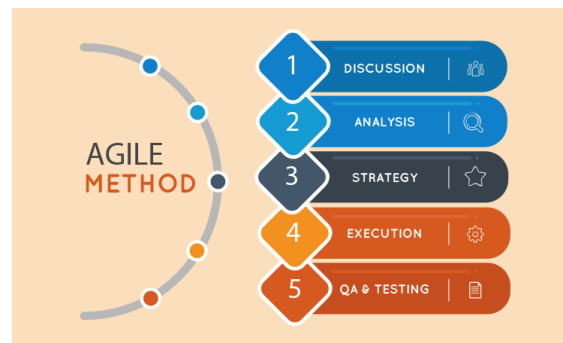 AGILE
METHOD
1 DISCUSSION
2 ANALYSIS
3 STRATEGY
4 EXECUTION
5 QA & TESTING